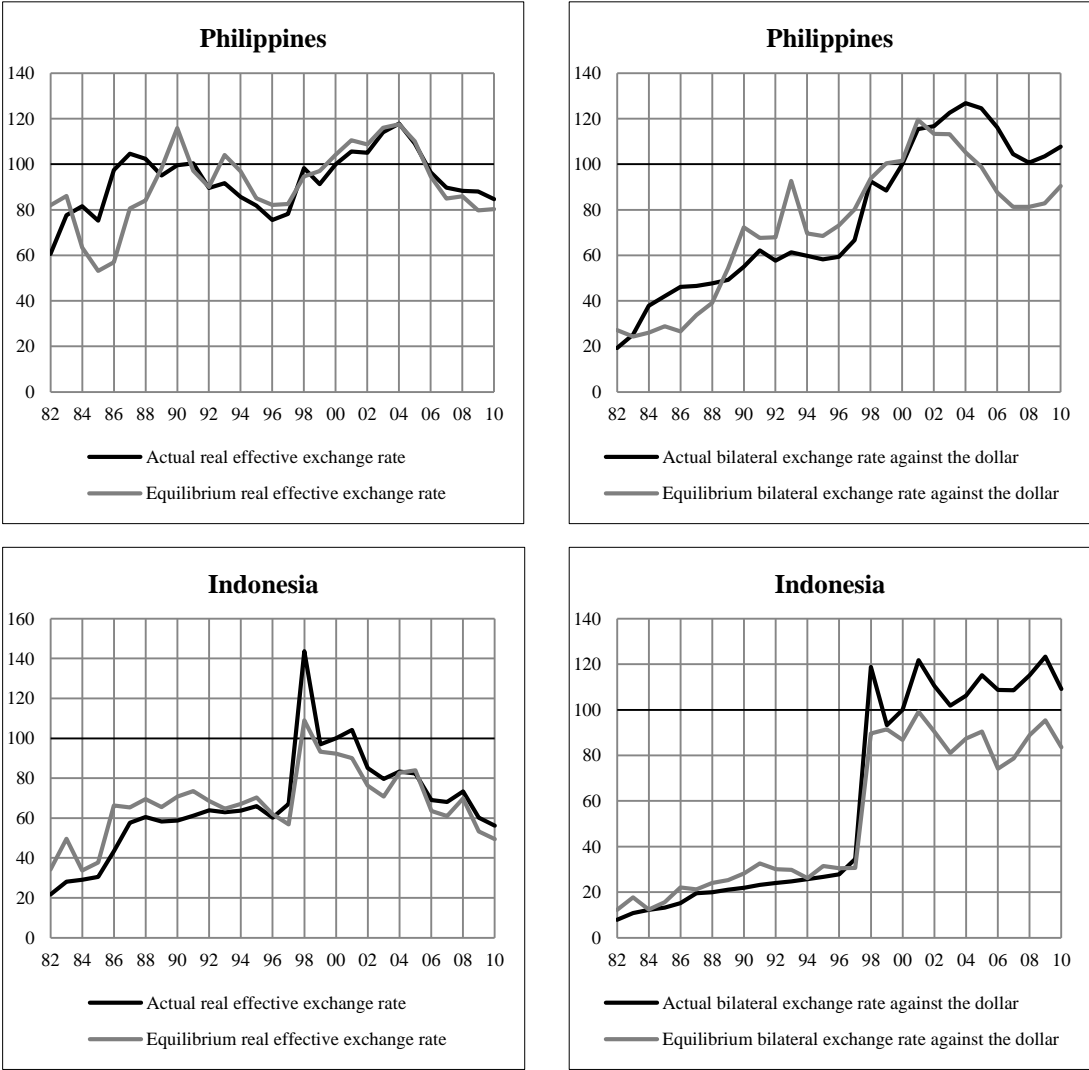 Philippines
140
120
100
80
60
40
20
0
82 84 86 88 90 92 94 96 98 00 02 04 06 08 10
Actual real effective exchange rate
Equilibrium real effective exchange rate
Philippines
140
120
100
80
60
40
20
0
82 84 86 88 90 92 94 96 98 00 02 04 06 08 10
Actual bilateral exchange rate against the dollar
Equilibrium bilateral exchange rate against the dollar
Indonesia
160
140
120
100
80
60
40
20
0
82 84 86 88 90 92 94 96 98 00 02 04 06 08 10
Actual real effective exchange rate
Equilibrium real effective exchange rate
Indonesia
140
120
100
80
60
40
20
0
82 84 86 88 90 92 94 96 98 00 02 04 06 08 10
Actual bilateral exchange rate against the dollar
Equilibrium bilateral exchange rate against the dollar